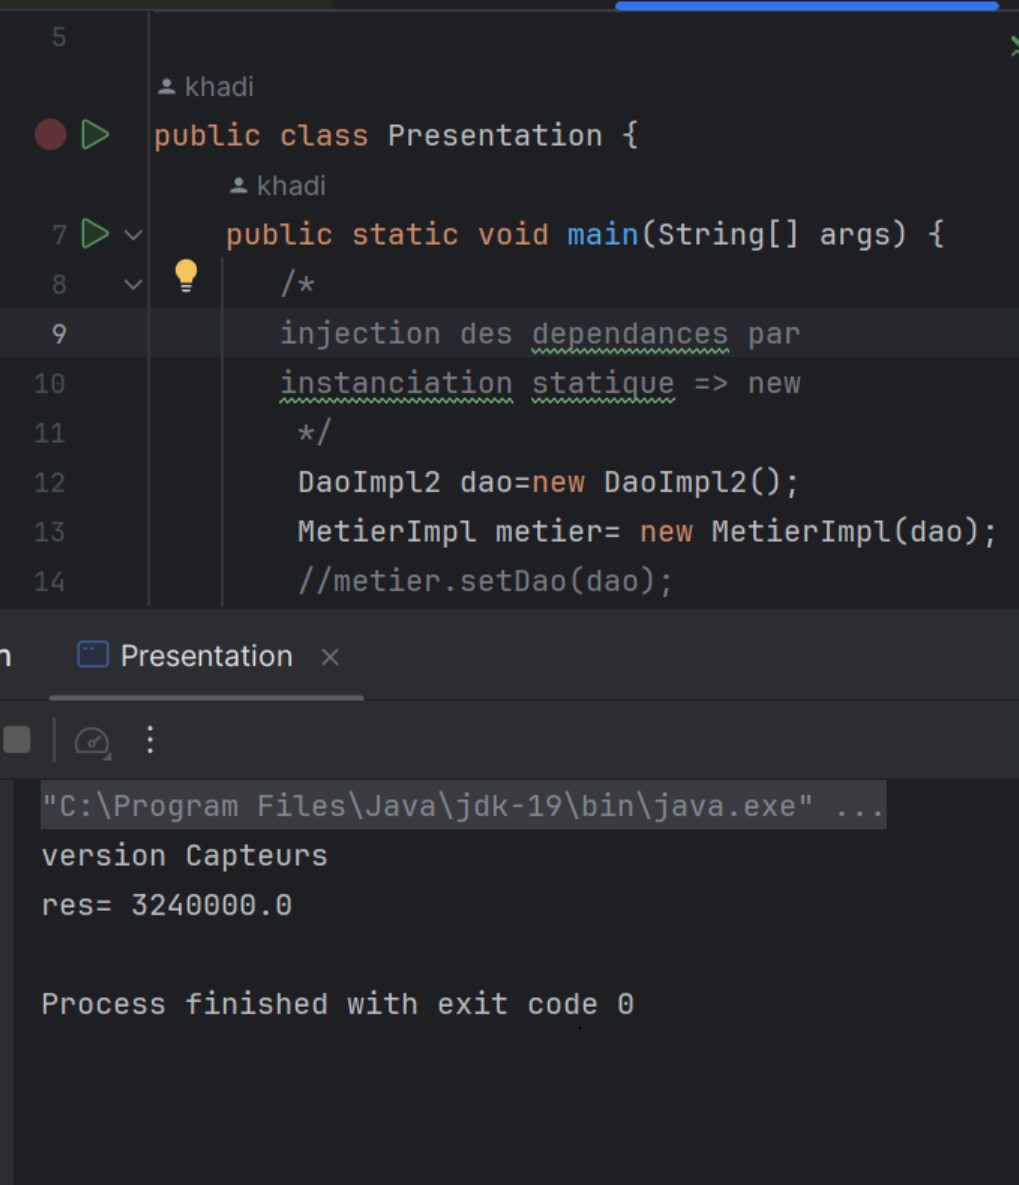 5
khadi
public class Presentation {
khadi
7 public static void main(String[] args) {
8 /*
9 injection des dependances par
10 instanciation statique => new
11 */
12 DaoImpl2 dao=new DaoImpl2();
13 MetierImpl metier= new MetierImpl(dao);
14 //metier.setDao(dao);
n Presentation
"C:\Program Files\Java\jdk-19\bin\java.exe" ...
version Capteurs
res= 3240000.0
Process finished with exit code 0